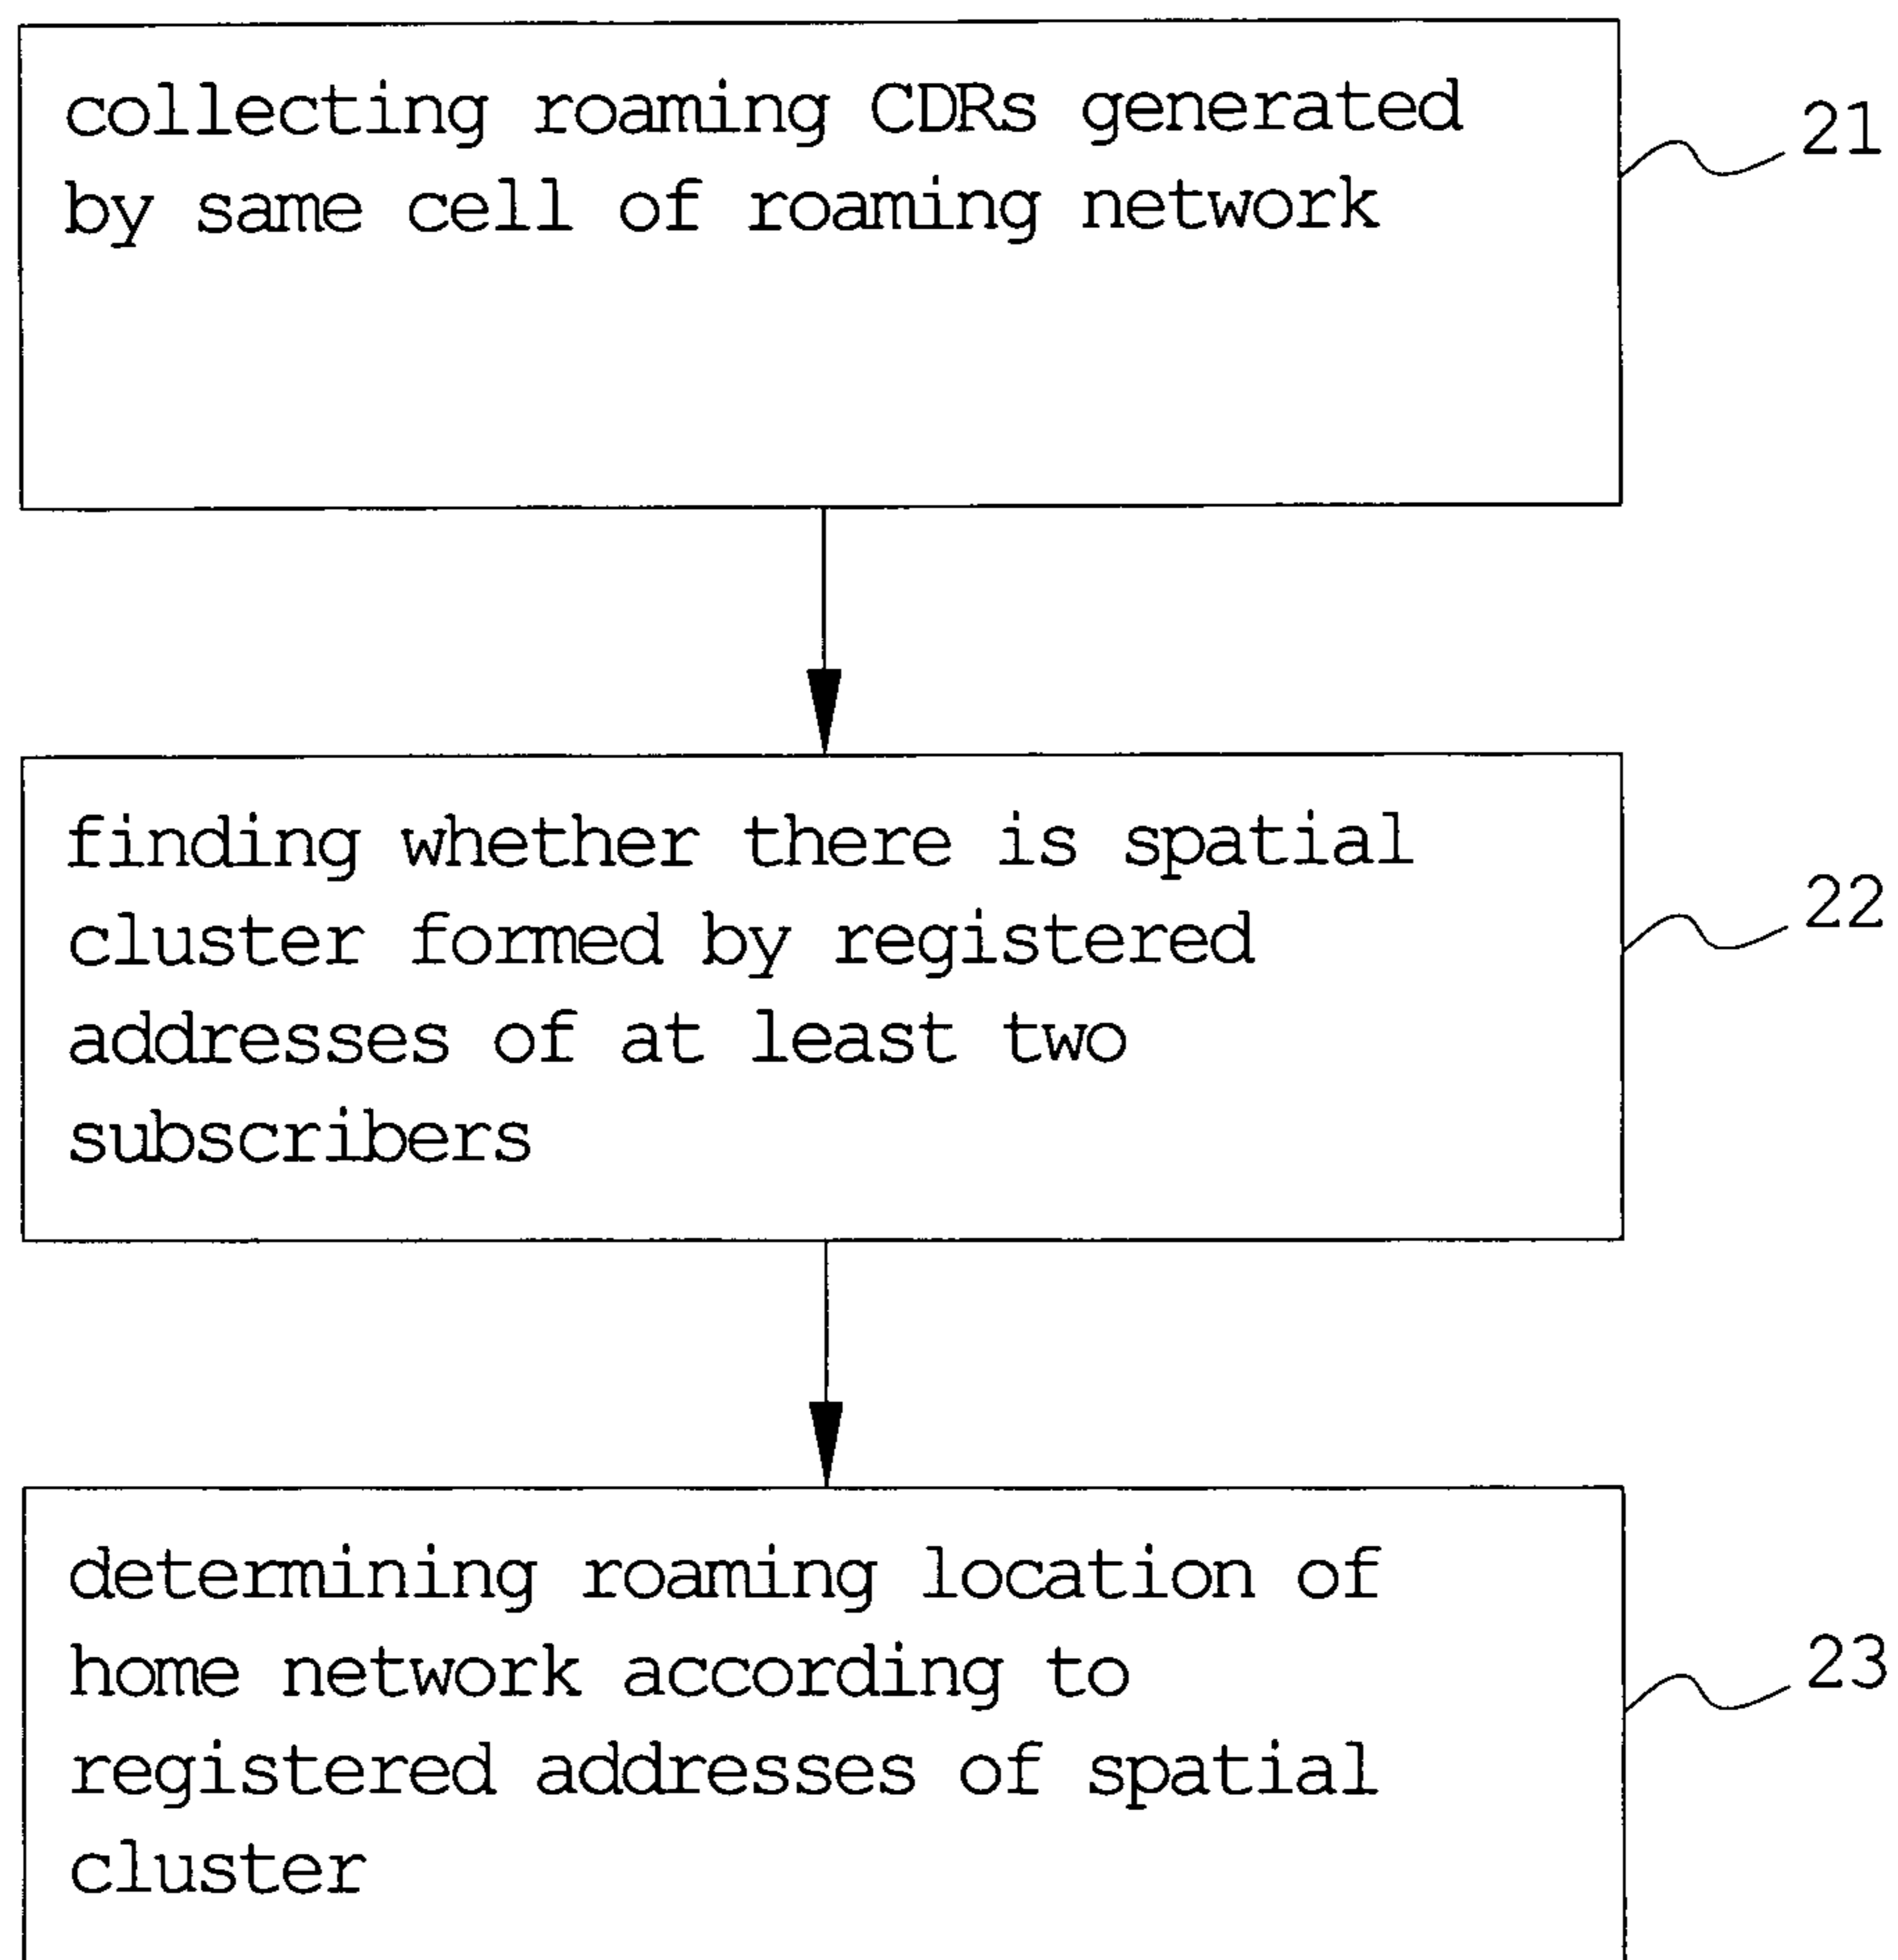 collecting roaming CDRs generated
by same cell of roaming network
21
finding whether there is spatial
cluster formed by registered
addresses of at least two
subscribers
22
determining roaming location of
home network according to
registered addresses of spatial
cluster
23